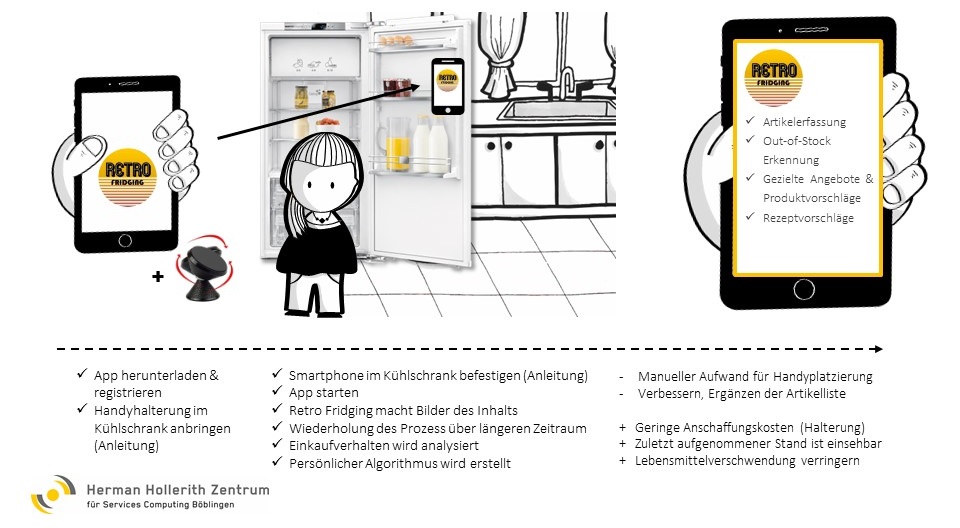 RETRO
FRIDGING
RETRO
FRIDGING
RETRO
FRIDGING
✓ Artikelerfassung
✓ Out-of-Stock
Erkennung
✓ Gezielte Angebote &
Produktvorschläge
✓ Rezeptvorschläge
+
✓ App herunterladen &
registrieren
✓ Handyhalterung im
Kühlschrank anbringen
(Anleitung)
✓ Smartphone im Kühlschrank befestigen (Anleitung)
✓ App starten
✓ Retro Fridging macht Bilder des Inhalts
✓ Wiederholung des Prozess über längeren Zeitraum
✓ Einkaufverhalten wird analysiert
✓ Persönlicher Algorithmus wird erstellt
- Manueller Aufwand für Handyplatzierung
- Verbessern, Ergänzen der Artikelliste
+ Geringe Anschaffungskosten (Halterung)
+ Zuletzt aufgenommener Stand ist einsehbar
+ Lebensmittelverschwendung verringern
Herman Hollerith Zentrum
für Services Computing Böblingen